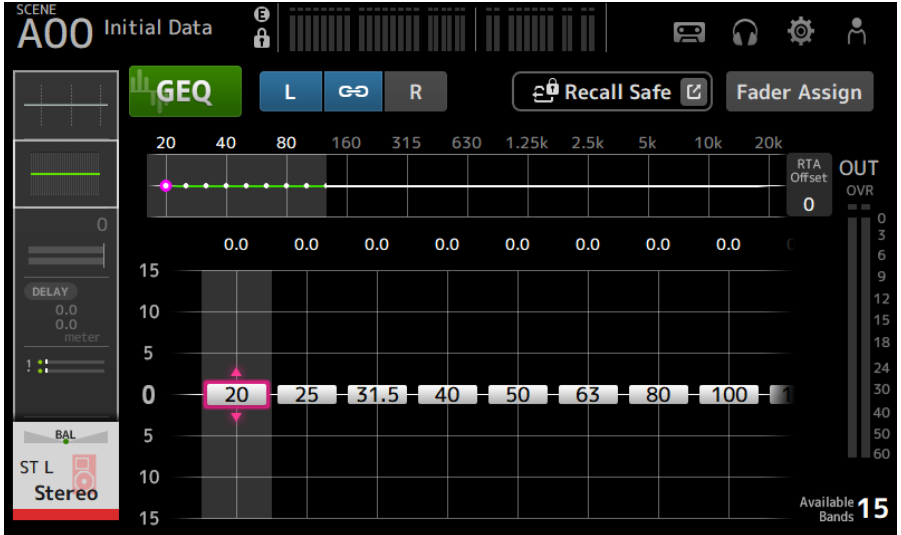 SCENE
A00 Initial Data
E
GEQ
L
R
Recall Safe
Fader Assign
20 40 80 160 315 630 1.25k 2.5k 5k 10k 20k
RTA
Offset
0
OUT
OVR
0
3
6
9
12
15
18
24
30
40
50
60
0
DELAY
0.0
0.0
meter
!
BAL
ST L
Stereo
0.0 0.0 0.0 0.0 0.0 0.0 0.0 0.0
15
10
5
0
5
10
15
20 25 31.5 40 50 63 80 100
Available
Bands 15